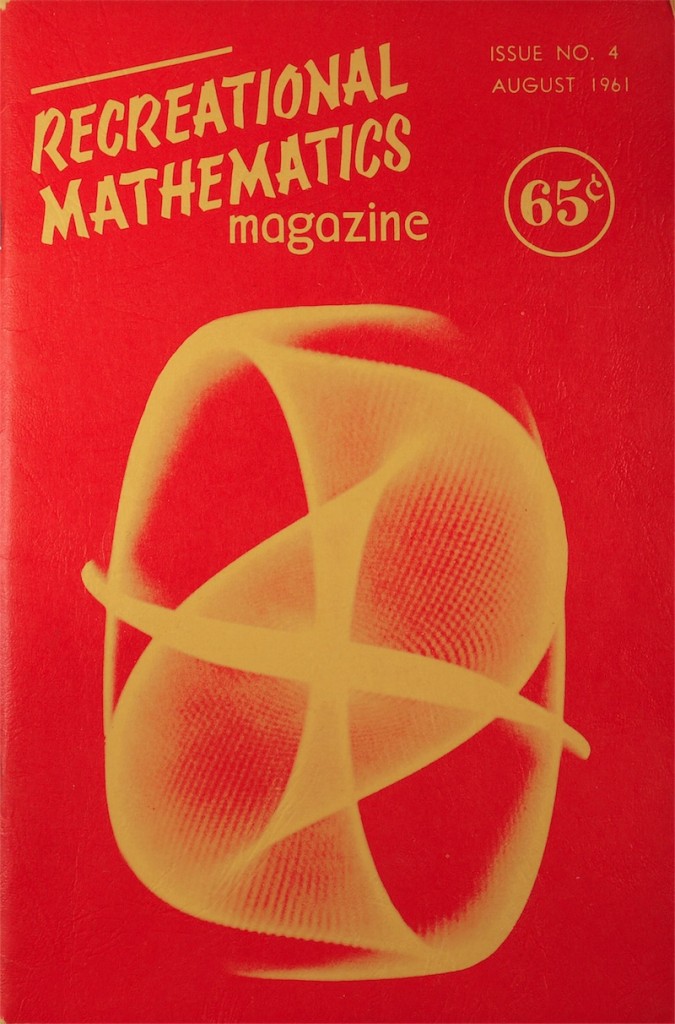 RECREATIONAL
MATHEMATICS
magazine
ISSUE NO. 4
AUGUST 1961
65¢